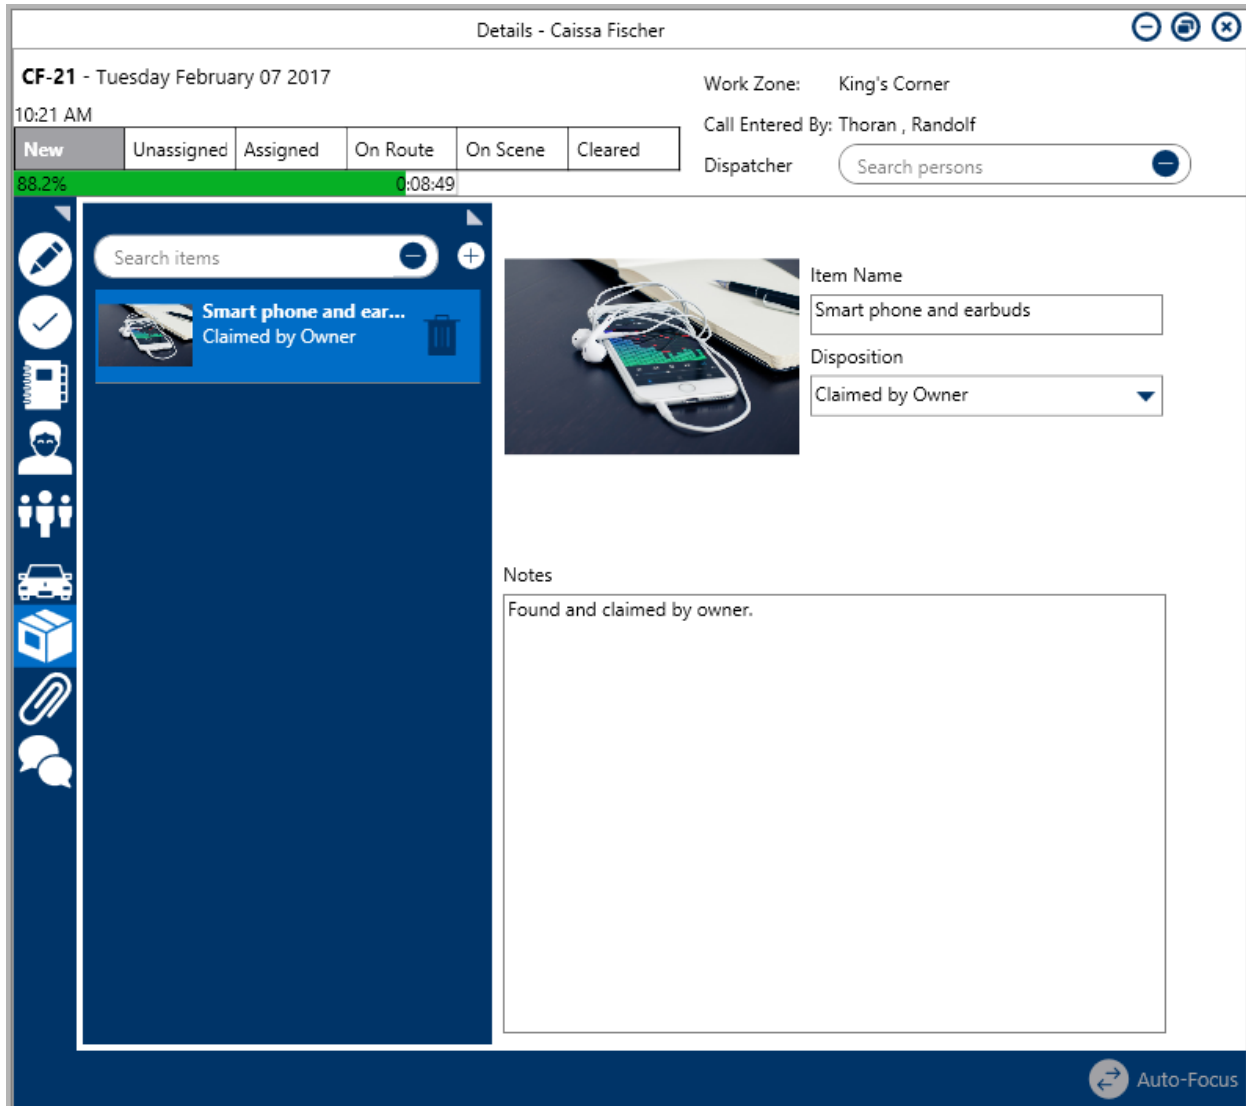 Details - Caissa Fischer
CF-21 - Tuesday February 07 2017
10:21 AM
New Unassigned Assigned On Route On Scene Cleared
88.2% 0:08:49
Work Zone: King's Corner
Call Entered By: Thoran , Randolf
Dispatcher Search persons
Search items
Smart phone and ear...
Claimed by Owner
Item Name
Smart phone and earbuds
Disposition
Claimed by Owner
Notes
Found and claimed by owner.
Auto-Focus